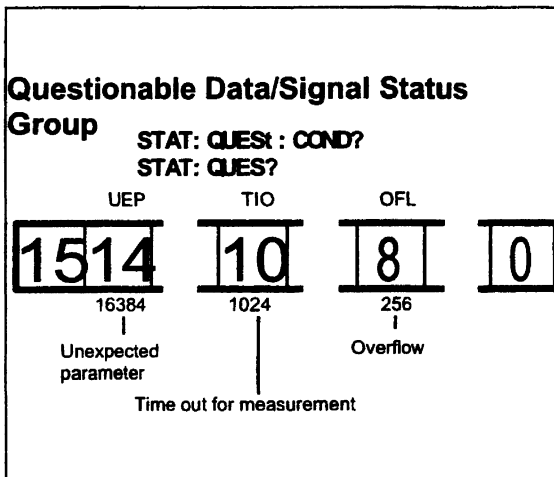 Questionable Data/Signal Status
Group
STAT: QUESt : COND?
STAT: QUES?
UEP TIO OFL
15 14 10 8 0
16384 1024 256
Unexpected
parameter
Overflow
Time out for measurement